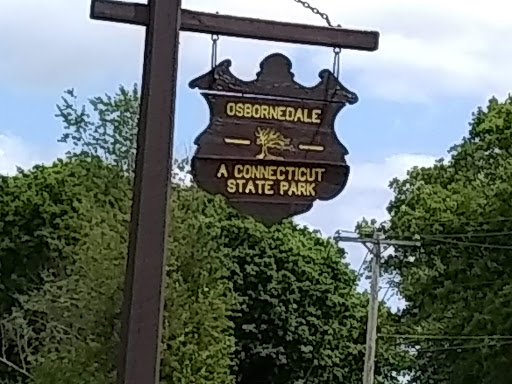 OSBORNEDALE
A CONNECTICUT
STATE PARK